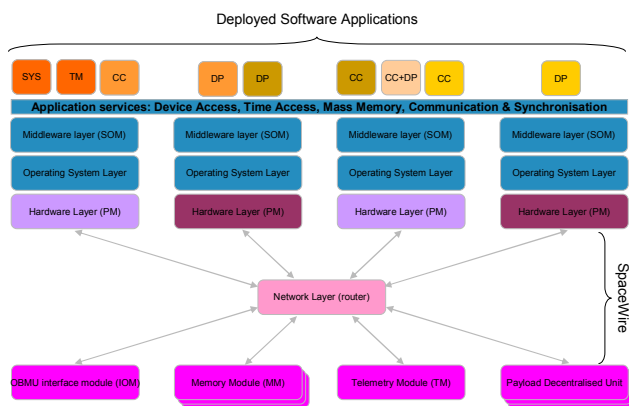 Deployed Software Applications
SYS TM CC DP DP CC CC+DP CC DP
Application services: Device Access, Time Access, Mass Memory, Communication & Synchronisation
Middleware layer (SOM) Middleware layer (SOM) Middleware layer (SOM) Middleware layer (SOM)
Operating System Layer Operating System Layer Operating System Layer Operating System Layer
Hardware Layer (PM) Hardware Layer (PM) Hardware Layer (PM) Hardware Layer (PM)
Network Layer (router)
SpaceWire
OBMU interface module (IOM) Memory Module (MM) Telemetry Module (TM) Payload Decentralised Unit